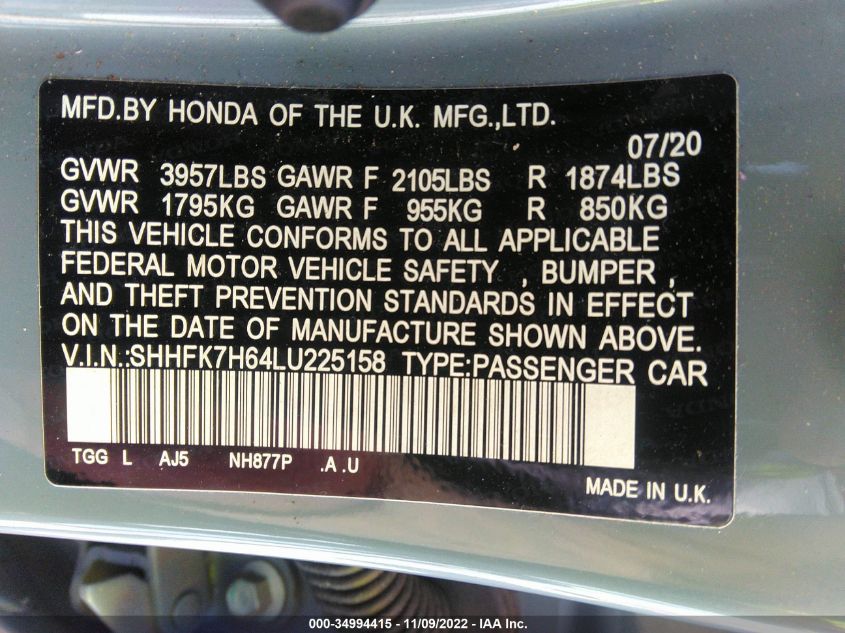 MFD.BY HONDA OF THE U.K. MFG.,LTD.
07/20
GVWR 3957LBS GAWR F 2105LBS R 1874LBS
GVWR 1795KG GAWR F 955KG R 850KG
THIS VEHICLE CONFORMS TO ALL APPLICABLE
FEDERAL MOTOR VEHICLE SAFETY , BUMPER ,
AND THEFT PREVENTION STANDARDS IN EFFECT
ON THE DATE OF MANUFACTURE SHOWN ABOVE.
V.I.N.:SHHFK7H64LU225158 TYPE:PASSENGER CAR
TGG L AJ5 NH877P .A .U
MADE IN U.K.
000-34994415 - 11/09/2022 - IAA Inc.